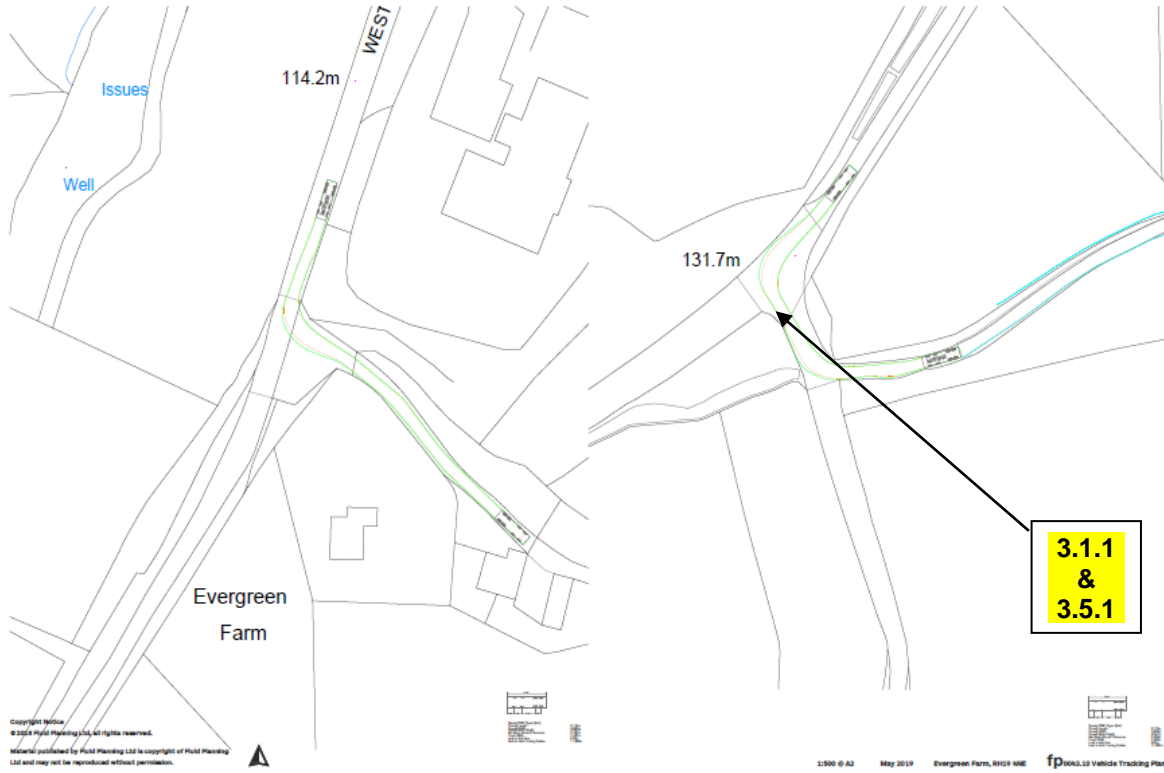 WEST
114.2m
Issues
Well
131.7m
3.1.1
&
3.5.1
Evergreen
Farm
Copyright Notice
© 2018 Fluid Planning Ltd, all rights reserved.
Material published by Fluid Planning Ltd is copyright of Fluid Planning
Ltd and may not be reproduced without permission.
1:500 @ A2 May 2019 Evergreen Farm, RH19 4NE fp Vehicle Tracking Plan